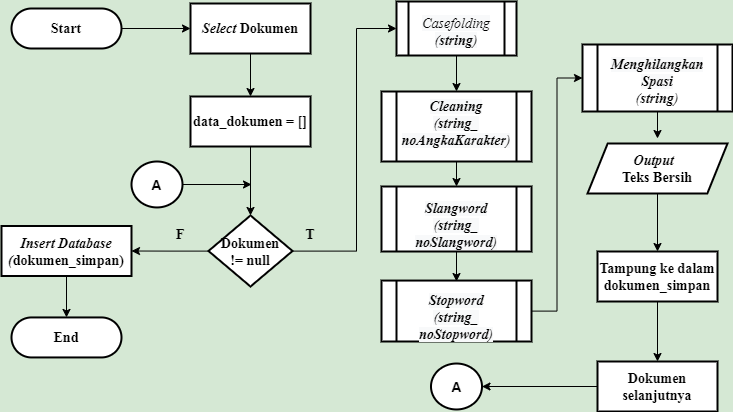 Start
Select Dokumen
data_dokumen = []
A
Dokumen
!= null
F
T
Insert Database
(dokumen_simpan)
End
Casefolding
(string)
Cleaning
(string_
noAngkaKarakter)
Slangword
(string_
noSlangword)
Stopword
(string_
noStopword)
Menghilangkan
Spasi
(string)
Output
Teks Bersih
Tampung ke dalam
dokumen_simpan
Dokumen
selanjutnya
A